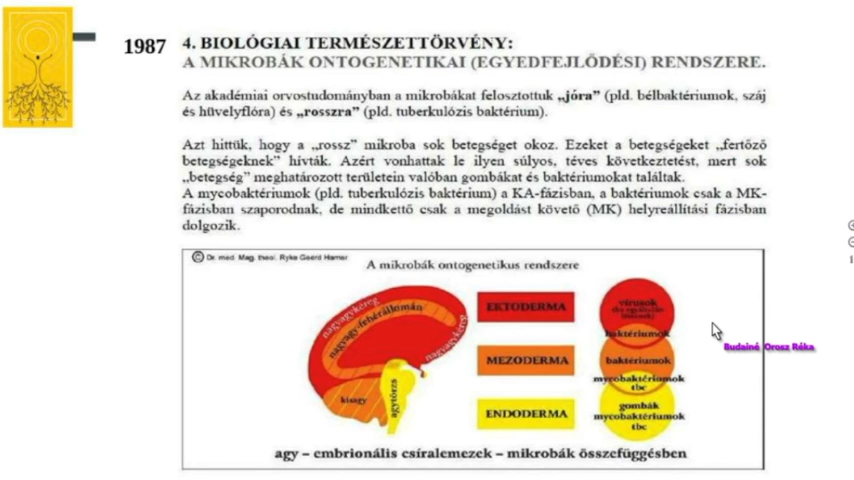 1987
4. BIOLÓGIAI TERMÉSZETTÖRVÉNY:
A MIKROBÁK ONTOGENETIKAI (EGYEDFEJLŐDÉSI) RENDSZERE.
Az akadémiai orvostudományban a mikrobákat felosztottuk „jóra” (pld. bélbaktériumok, száj
és hüvelyflóra) és „rosszra” (pld. tuberkulózis baktérium).
Azt hittük, hogy a „rossz” mikroba sok betegséget okoz. Ezeket a betegségeket „fertőző
betegségeknek” hívták. Azért vonhattak le ilyen súlyos, téves következtetést, mert sok
„betegség” meghatározott területein valóban gombákat és baktériumokat találtak.
A mycobaktériumok (pld. tuberkulózis baktérium) a KA-fázisban, a baktériumok csak a MK-
fázisban szaporodnak, de mindkettő csak a megoldást követő (MK) helyreállítási fázisban
dolgozik.
© Dr. med. Mag. theol. Ryke Geerd Hamer
A mikrobák ontogenetikus rendszere
nagyagykéreg
nagyagy-fehérállomán
nagyagykéreg
kisagy
agytörzs
EKTODERMA
MEZODERMA
ENDODERMA
vírusok
baktériumok
baktériumok
mycobaktériumok
tbc
gombák
mycobaktériumok
tbc
agy – embrionális csíralemezek – mikrobák összefüggésben
Budainé Orosz Réka